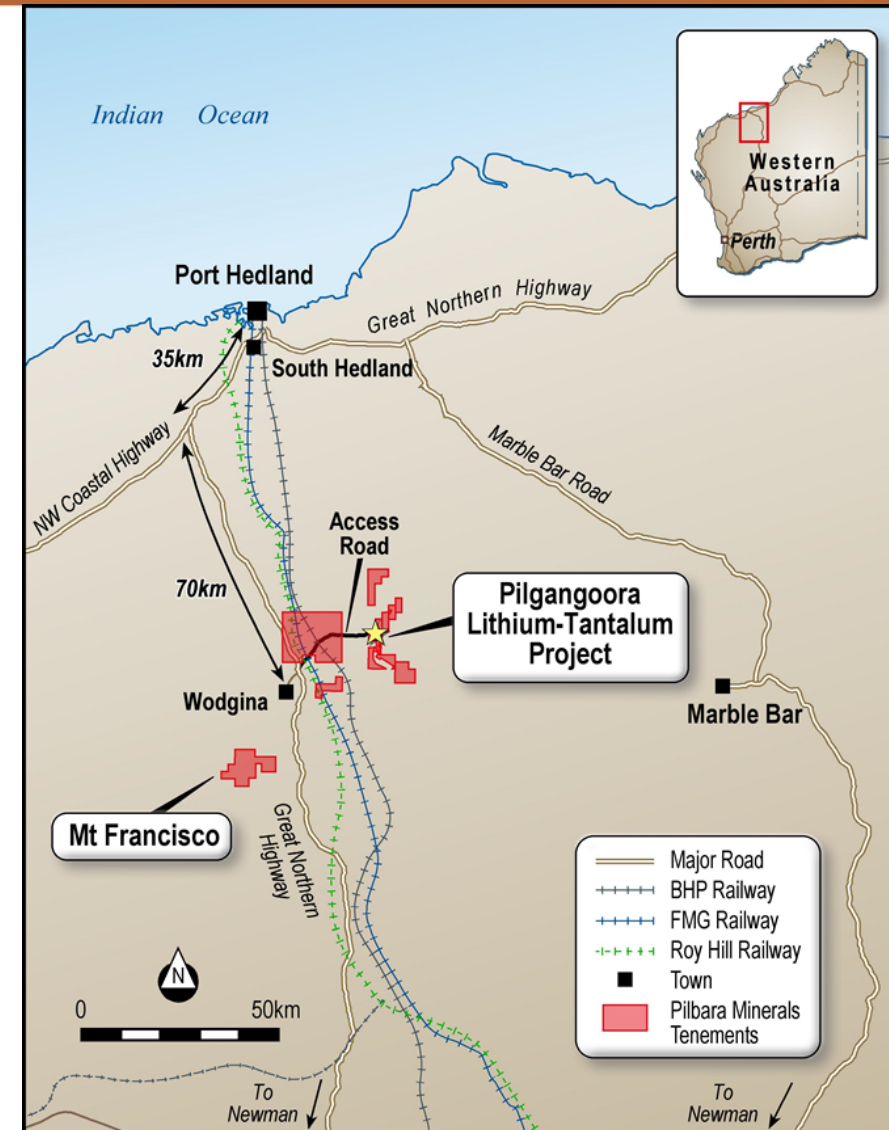 Indian Ocean
Western
Australia
Perth
Port Hedland
Great Northern Highway
35km
South Hedland
NW Coastal Highway
Marble Bar Road
Access
Road
70km
Pilgangoora
Lithium-Tantalum
Project
Wodgina
Marble Bar
Mt Francisco
Great Northern
Highway
Major Road
BHP Railway
FMG Railway
Roy Hill Railway
Town
Pilbara Minerals
Tenements
N
0 50km
To
Newman
To
Newman